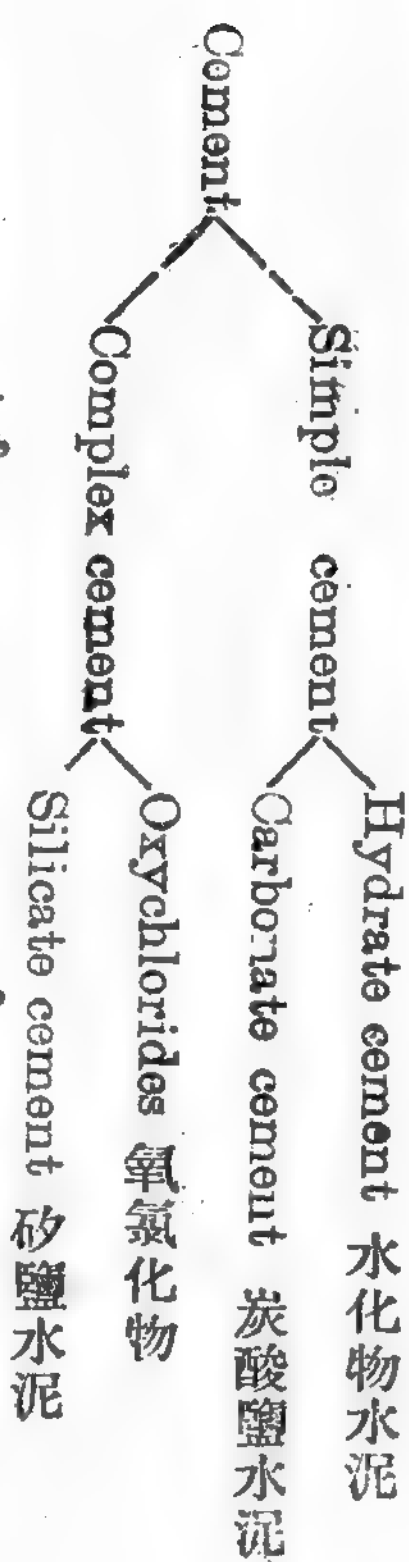 Cement
Simple cement
Hydrate cement 水化物水泥
Carbonate cement 炭酸鹽水泥
Complex cement
Oxychlorides 氧氯化物
Silicate cement 矽鹽水泥